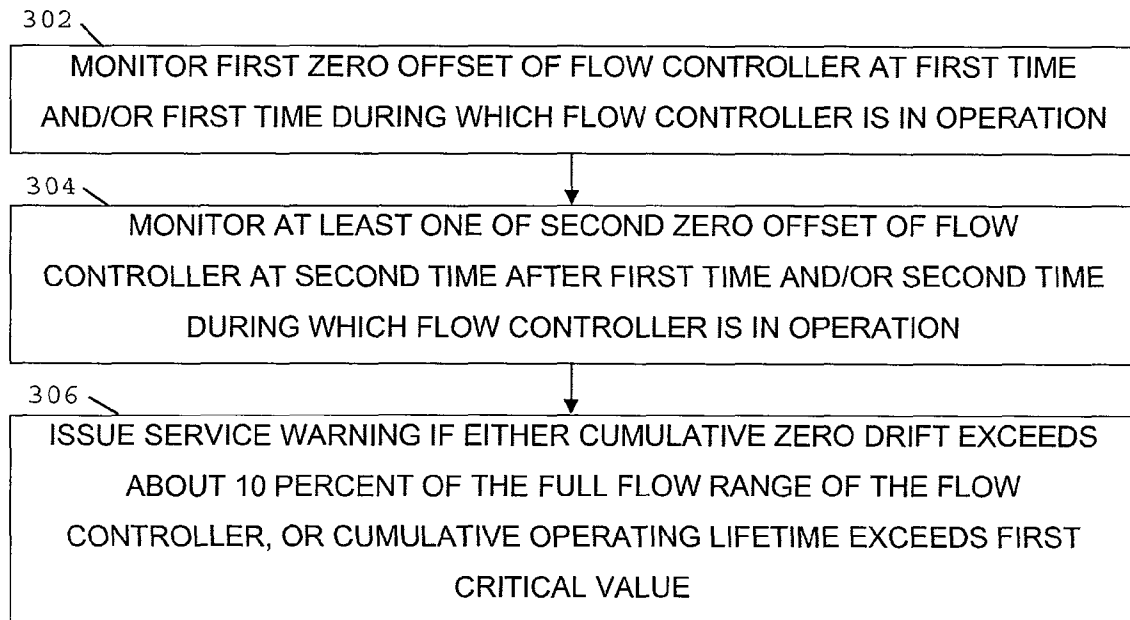 302
MONITOR FIRST ZERO OFFSET OF FLOW CONTROLLER AT FIRST TIME
AND/OR FIRST TIME DURING WHICH FLOW CONTROLLER IS IN OPERATION
304
MONITOR AT LEAST ONE OF SECOND ZERO OFFSET OF FLOW
CONTROLLER AT SECOND TIME AFTER FIRST TIME AND/OR SECOND TIME
DURING WHICH FLOW CONTROLLER IS IN OPERATION
306
ISSUE SERVICE WARNING IF EITHER CUMULATIVE ZERO DRIFT EXCEEDS
ABOUT 10 PERCENT OF THE FULL FLOW RANGE OF THE FLOW
CONTROLLER, OR CUMULATIVE OPERATING LIFETIME EXCEEDS FIRST
CRITICAL VALUE